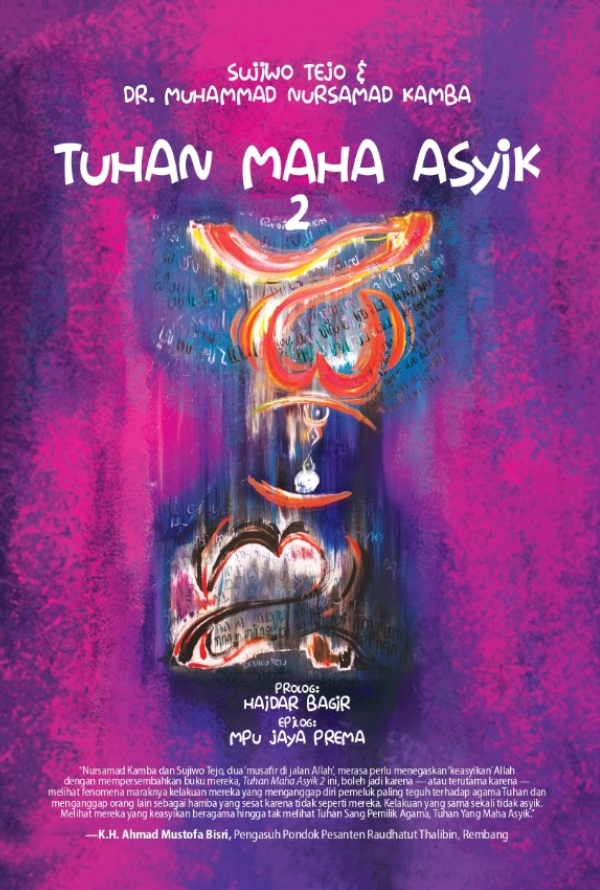 SUJIWO TEJO &
DR. MUHAMMAD NURSAMAD KAMBA
TUHAN MAHA ASYIK
2
PROLOG:
HAIDAR BAGIR
EPILOG:
MPU JAYA PREMA
"Nursamad Kamba dan Sujiwo Tejo, dua 'musafir di jalan Allah', merasa perlu menegaskan 'keasyikan' Allah
dengan mempersembahkan buku mereka, Tuhan Maha Asyik 2 ini, boleh jadi karena — atau terutama karena —
melihat fenomena maraknya kelakuan mereka yang menganggap diri pemeluk paling teguh terhadap agama Tuhan dan
menganggap orang lain sebagai hamba yang sesat karena tidak seperti mereka. Kelakuan yang sama sekali tidak asyik.
Melihat mereka yang keasyikan beragama hingga tak melihat Tuhan Sang Pemilik Agama, Tuhan Yang Maha Asyik."
—K.H. Ahmad Mustofa Bisri, Pengasuh Pondok Pesantren Raudhatut Thalibin, Rembang